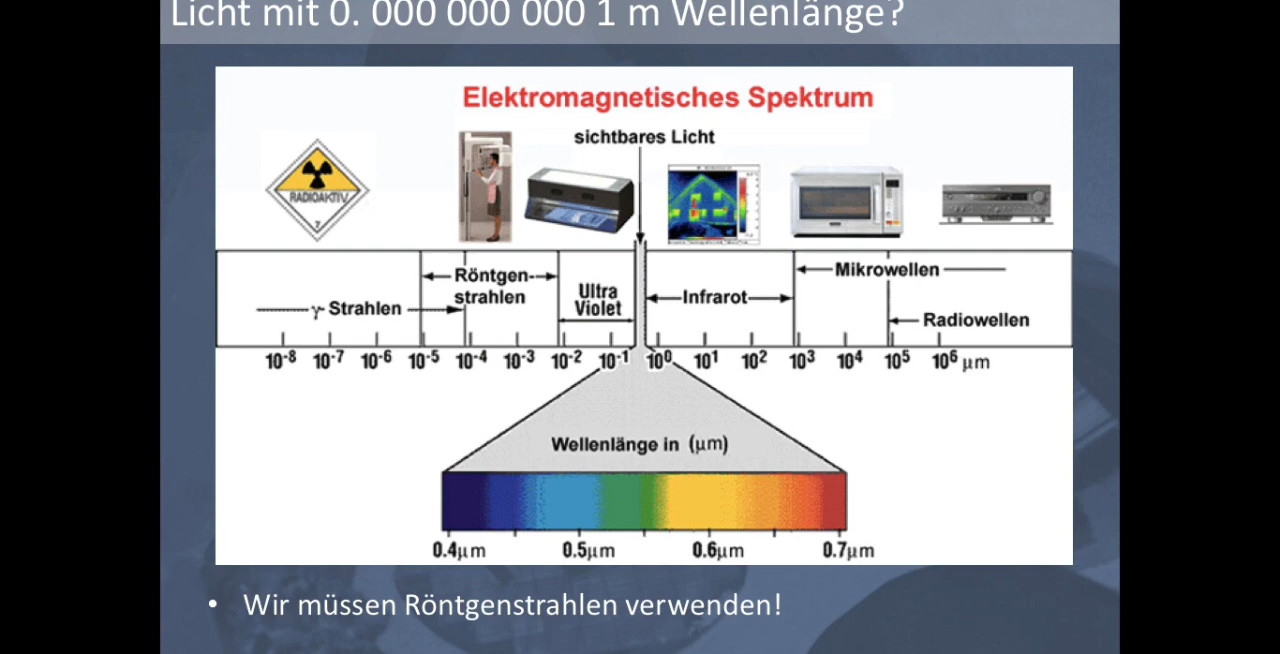 Licht mit 0. 000 000 000 1 m Wellenlänge?
Elektromagnetisches Spektrum
sichtbares Licht
RADIOAKTIV
7
Röntgen-
strahlen
γ- Strahlen
Ultra
Violet
Infrarot
Mikrowellen
Radiowellen
10⁻⁸ 10⁻⁷ 10⁻⁶ 10⁻⁵ 10⁻⁴ 10⁻³ 10⁻² 10⁻¹ 10⁰ 10¹ 10² 10³ 10⁴ 10⁵ 10⁶ µm
Wellenlänge in (µm)
0.4µm 0.5µm 0.6µm 0.7µm
• Wir müssen Röntgenstrahlen verwenden!